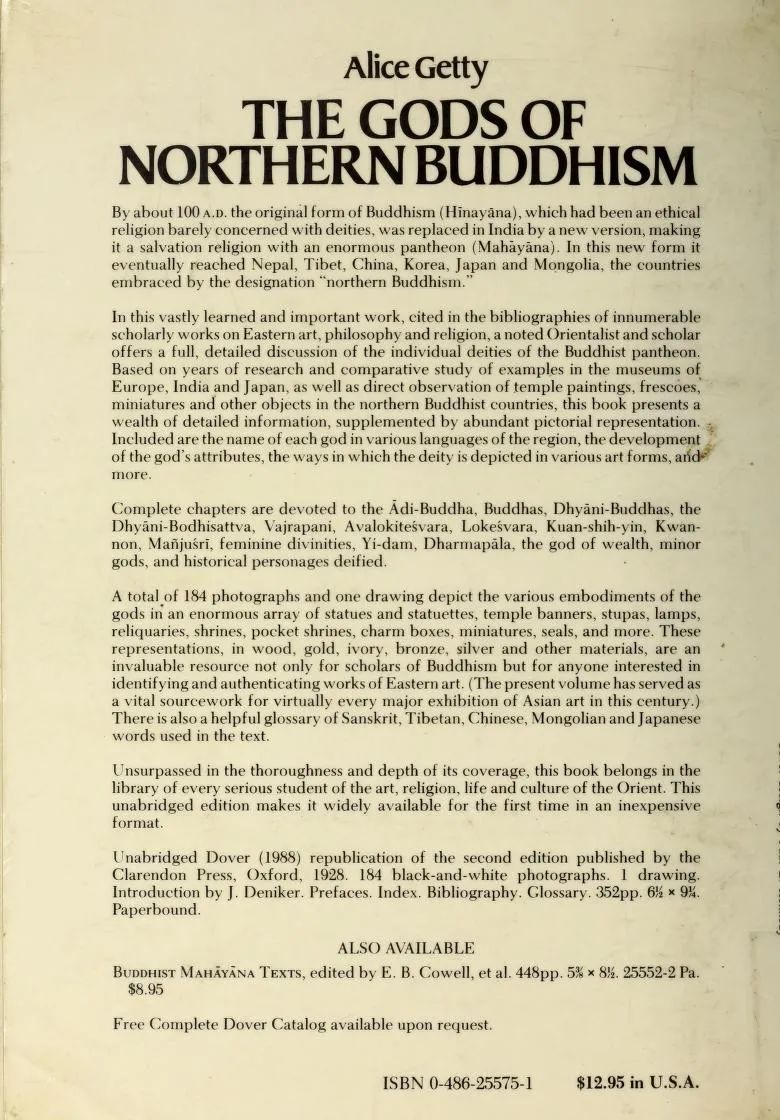 Alice Getty
THE GODS OF
NORTHERN BUDDHISM
By about 100 A.D. the original form of Buddhism (Hīnayāna), which had been an ethical
religion barely concerned with deities, was replaced in India by a new version, making
it a salvation religion with an enormous pantheon (Mahāyāna). In this new form it
eventually reached Nepal, Tibet, China, Korea, Japan and Mongolia, the countries
embraced by the designation “northern Buddhism.”
In this vastly learned and important work, cited in the bibliographies of innumerable
scholarly works on Eastern art, philosophy and religion, a noted Orientalist and scholar
offers a full, detailed discussion of the individual deities of the Buddhist pantheon.
Based on years of research and comparative study of examples in the museums of
Europe, India and Japan, as well as direct observation of temple paintings, frescoes,
miniatures and other objects in the northern Buddhist countries, this book presents a
wealth of detailed information, supplemented by abundant pictorial representation.
Included are the name of each god in various languages of the region, the development
of the god's attributes, the ways in which the deity is depicted in various art forms, and
more.
Complete chapters are devoted to the Ādi-Buddha, Buddhas, Dhyāni-Buddhas, the
Dhyāni-Bodhisattva, Vajrapani, Avalokiteśvara, Lokeśvara, Kuan-shih-yin, Kwan-
non, Mañjuśrī, feminine divinities, Yi-dam, Dharmapāla, the god of wealth, minor
gods, and historical personages deified.
A total of 184 photographs and one drawing depict the various embodiments of the
gods in an enormous array of statues and statuettes, temple banners, stupas, lamps,
reliquaries, shrines, pocket shrines, charm boxes, miniatures, seals, and more. These
representations, in wood, gold, ivory, bronze, silver and other materials, are an
invaluable resource not only for scholars of Buddhism but for anyone interested in
identifying and authenticating works of Eastern art. (The present volume has served as
a vital sourcework for virtually every major exhibition of Asian art in this century.)
There is also a helpful glossary of Sanskrit, Tibetan, Chinese, Mongolian and Japanese
words used in the text.
Unsurpassed in the thoroughness and depth of its coverage, this book belongs in the
library of every serious student of the art, religion, life and culture of the Orient. This
unabridged edition makes it widely available for the first time in an inexpensive
format.
Unabridged Dover (1988) republication of the second edition published by the
Clarendon Press, Oxford, 1928. 184 black-and-white photographs. 1 drawing.
Introduction by J. Deniker. Prefaces. Index. Bibliography. Glossary. 352pp. 6½ × 9¼.
Paperbound.
ALSO AVAILABLE
BUDDHIST MAHĀYĀNA TEXTS, edited by E. B. Cowell, et al. 448pp. 5⅜ × 8½. 25552-2 Pa.
$8.95
Free Complete Dover Catalog available upon request.
ISBN 0-486-25575-1 $12.95 in U.S.A.